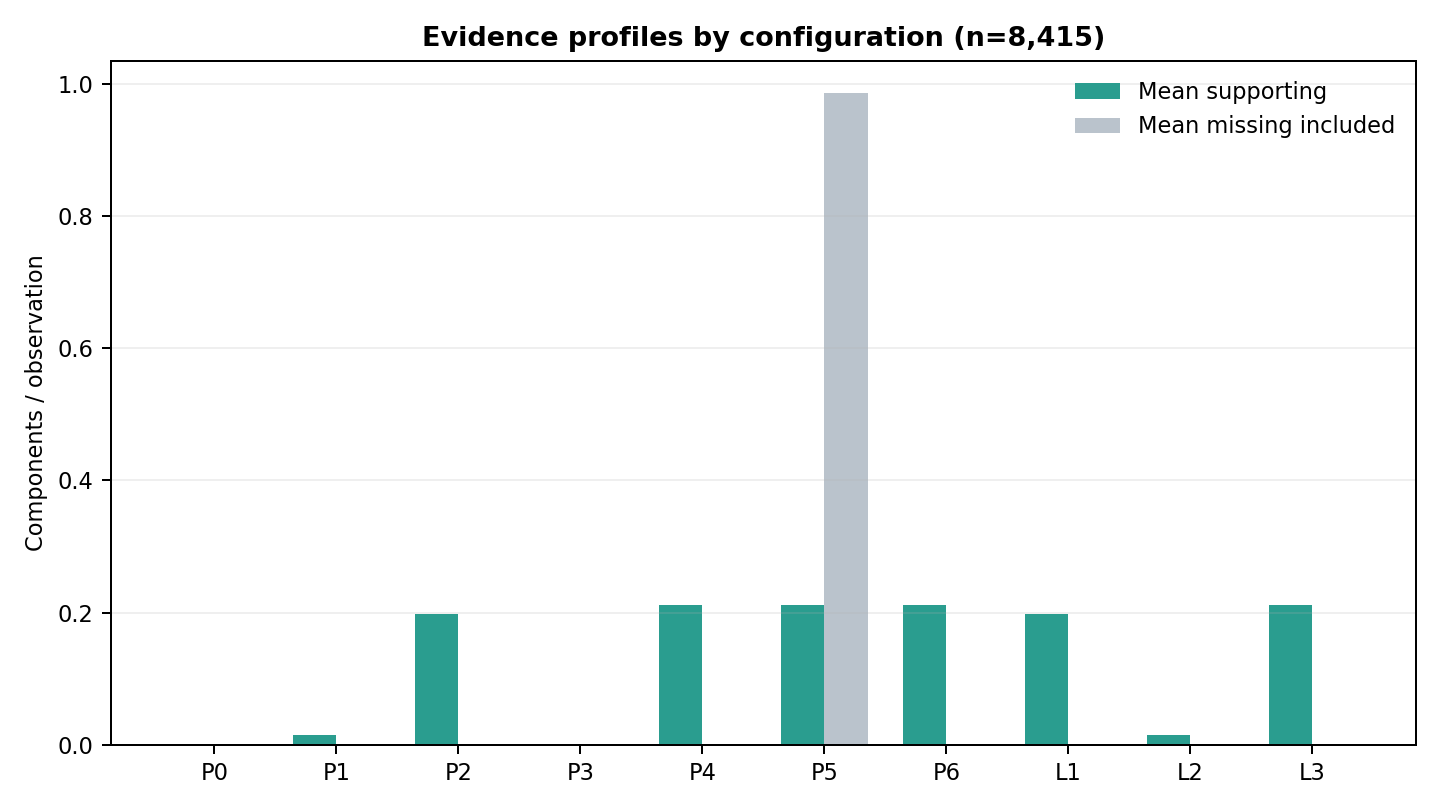 Evidence profiles by configuration (n=8,415)
Mean supporting
Mean missing included
Components / observation
1.0
0.8
0.6
0.4
0.2
0.0
P0 P1 P2 P3 P4 P5 P6 L1 L2 L3